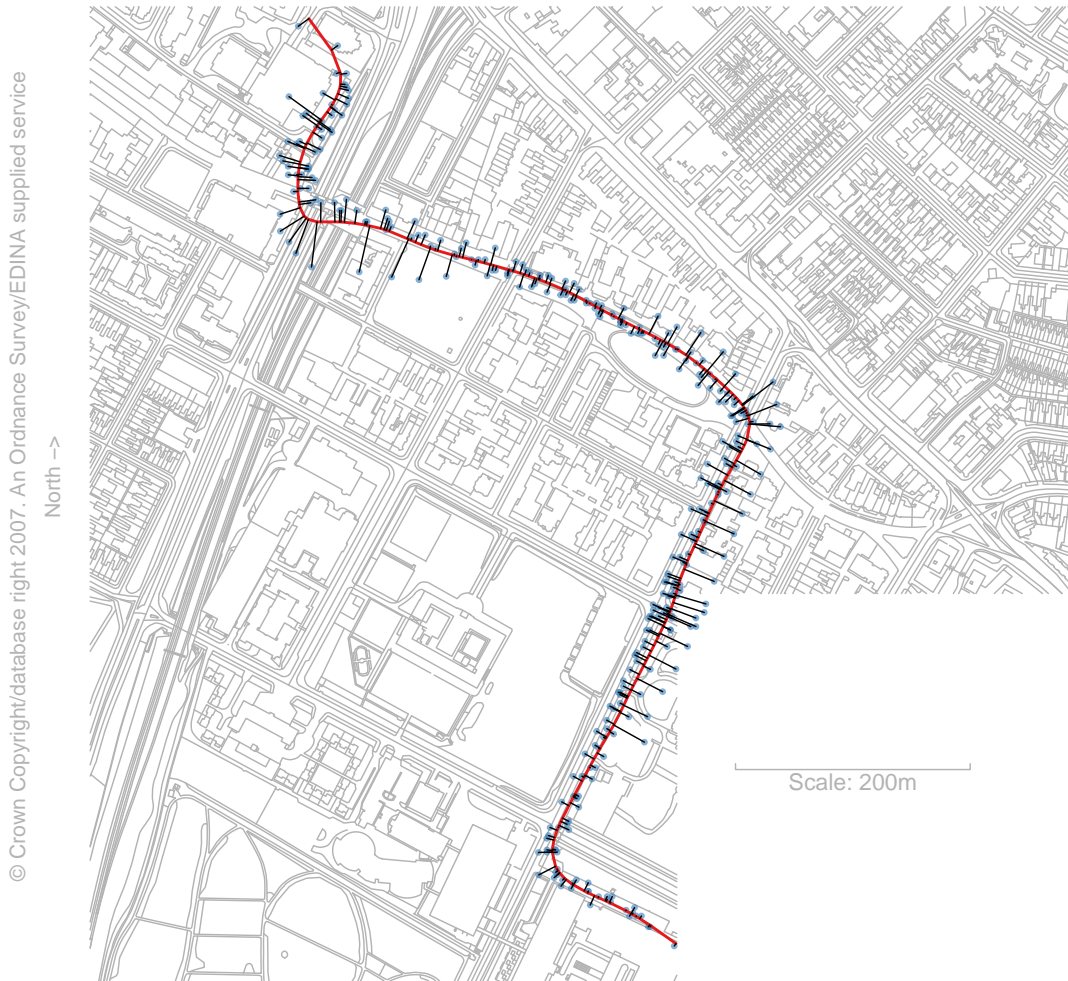 © Crown Copyright/database right 2007. An Ordnance Survey/EDINA supplied service
North -->
Scale: 200m